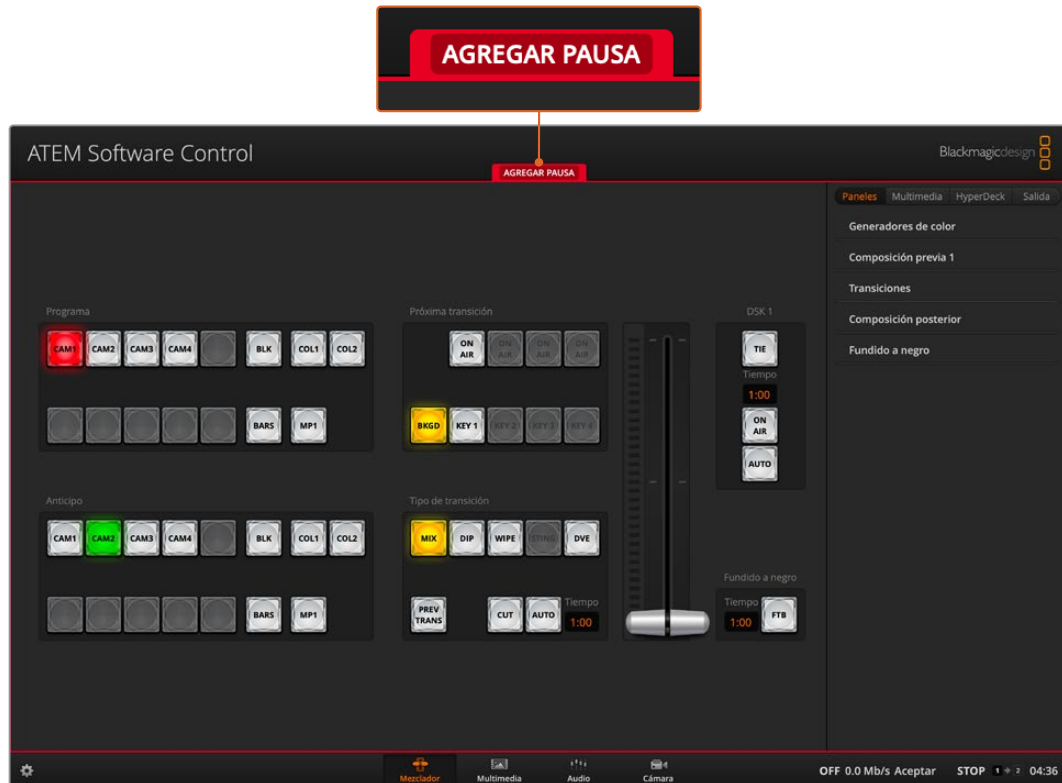 AGREGAR PAUSA
ATEM Software Control
Blackmagicdesign
AGREGAR PAUSA
Paneles Multimedia HyperDeck Salida
Generadores de color
Composición previa 1
Transiciones
Composición posterior
Fundido a negro
Programa
CAM1 CAM2 CAM3 CAM4 BLK COL1 COL2
BARS MP1
Próxima transición
ON AIR ON AIR ON AIR ON AIR
BKGD KEY 1 KEY 2 KEY 3 KEY 4
DSK 1
TIE
Tiempo
1:00
ON AIR
AUTO
Anticipo
CAM1 CAM2 CAM3 CAM4 BLK COL1 COL2
BARS MP1
Tipo de transición
MIX DIP WIPE STING DVE
PREV TRANS CUT AUTO Tiempo 1:00
Fundido a negro
Tiempo
1:00 FTB
Mezclador Multimedia Audio Cámara
OFF 0.0 Mb/s Aceptar STOP 1 2 04:36